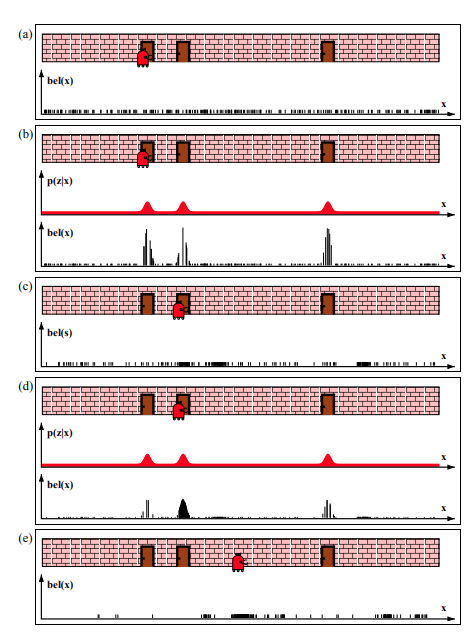 (a)
bel(x)
x
(b)
p(z|x)
x
bel(x)
x
(c)
bel(s)
x
(d)
p(z|x)
x
bel(x)
x
(e)
bel(x)
x